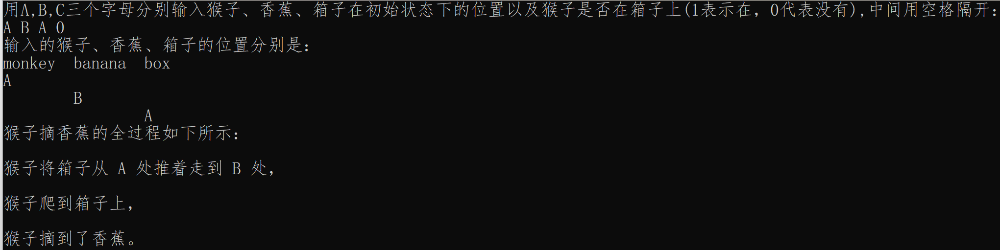 用A,B,C三个字母分别输入猴子、香蕉、箱子在初始状态下的位置以及猴子是否在箱子上(1表示在，0代表没有),中间用空格隔开：
A B A 0
输入的猴子、香蕉、箱子的位置分别是：
monkey  banana  box
A
B
A
猴子摘香蕉的全过程如下所示：
猴子将箱子从 A 处推着走到 B 处，
猴子爬到箱子上，
猴子摘到了香蕉。